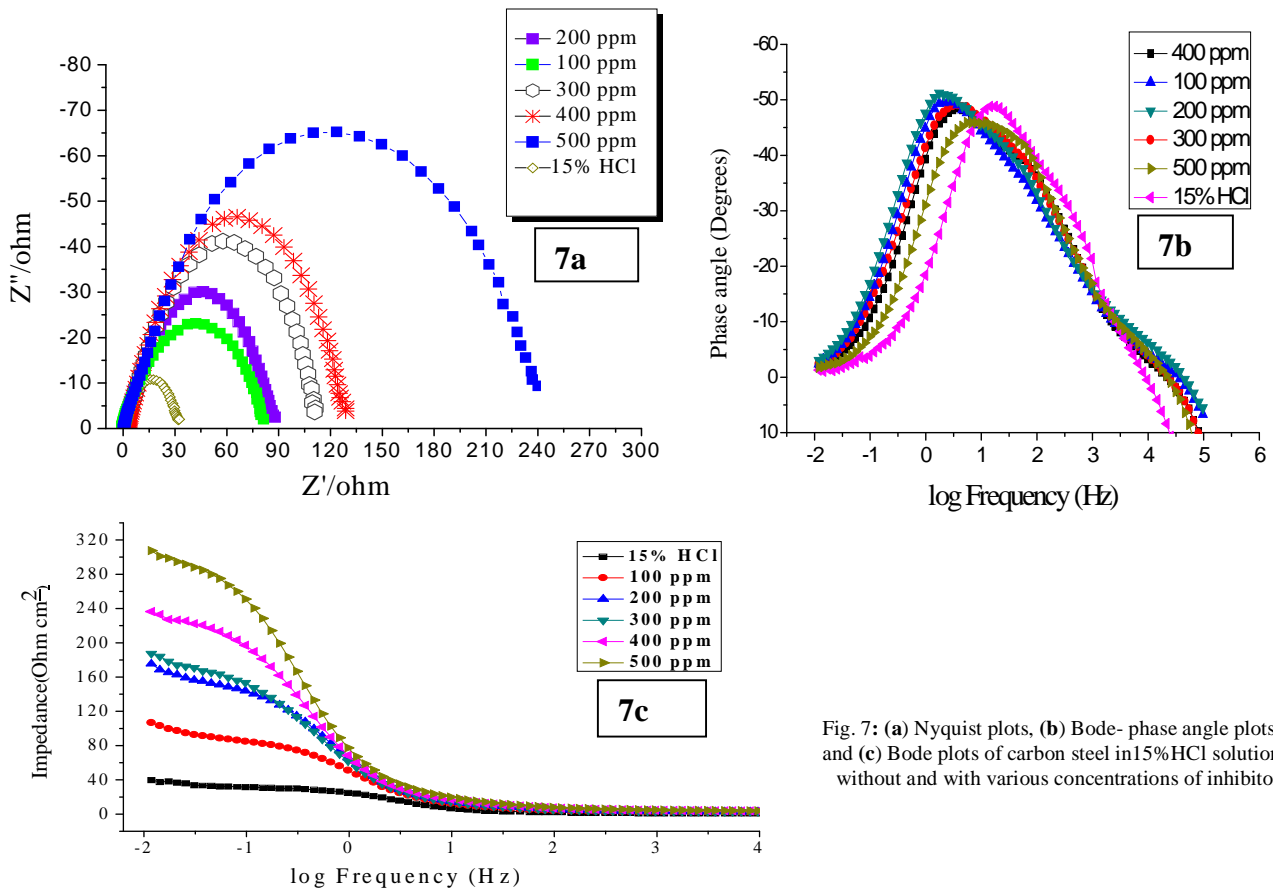 200 ppm
100 ppm
300 ppm
400 ppm
500 ppm
15% HCl
7a
-80
-70
-60
-50
-40
-30
-20
-10
0
Z''/ohm
0 30 60 90 120 150 180 210 240 270 300
Z'/ohm
400 ppm
100 ppm
200 ppm
300 ppm
500 ppm
15% HCl
7b
-60
-50
-40
-30
-20
-10
0
10
Phase angle (Degrees)
-2 -1 0 1 2 3 4 5 6
log Frequency (Hz)
15% HCl
100 ppm
200 ppm
300 ppm
400 ppm
500 ppm
7c
320
280
240
200
160
120
80
40
0
Impedance(Ohm cm2)
-2 -1 0 1 2 3 4
log Frequency (Hz)
Fig. 7: (a) Nyquist plots, (b) Bode- phase angle plots
and (c) Bode plots of carbon steel in15%HCl solution
without and with various concentrations of inhibito